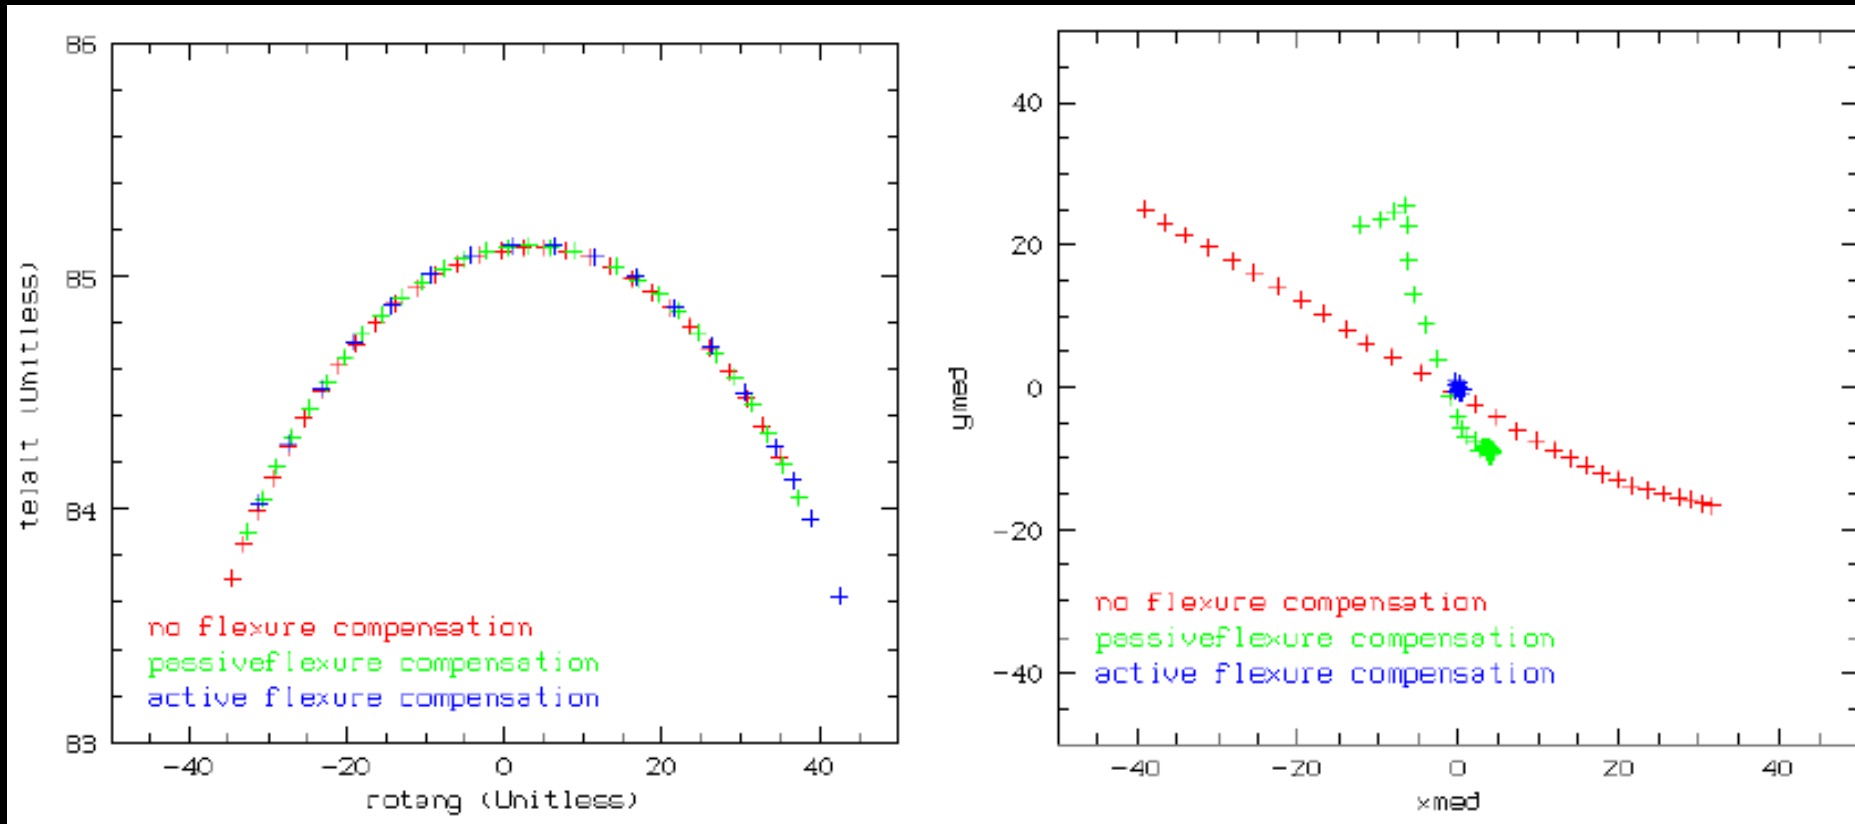 86
85
84
83
telalt (Unitless)
no flexure compensation
passiveflexure compensation
active flexure compensation
-40 -20 0 20 40
rotang (Unitless)
40
20
0
-20
-40
ymed
no flexure compensation
passiveflexure compensation
active flexure compensation
-40 -20 0 20 40
xmed